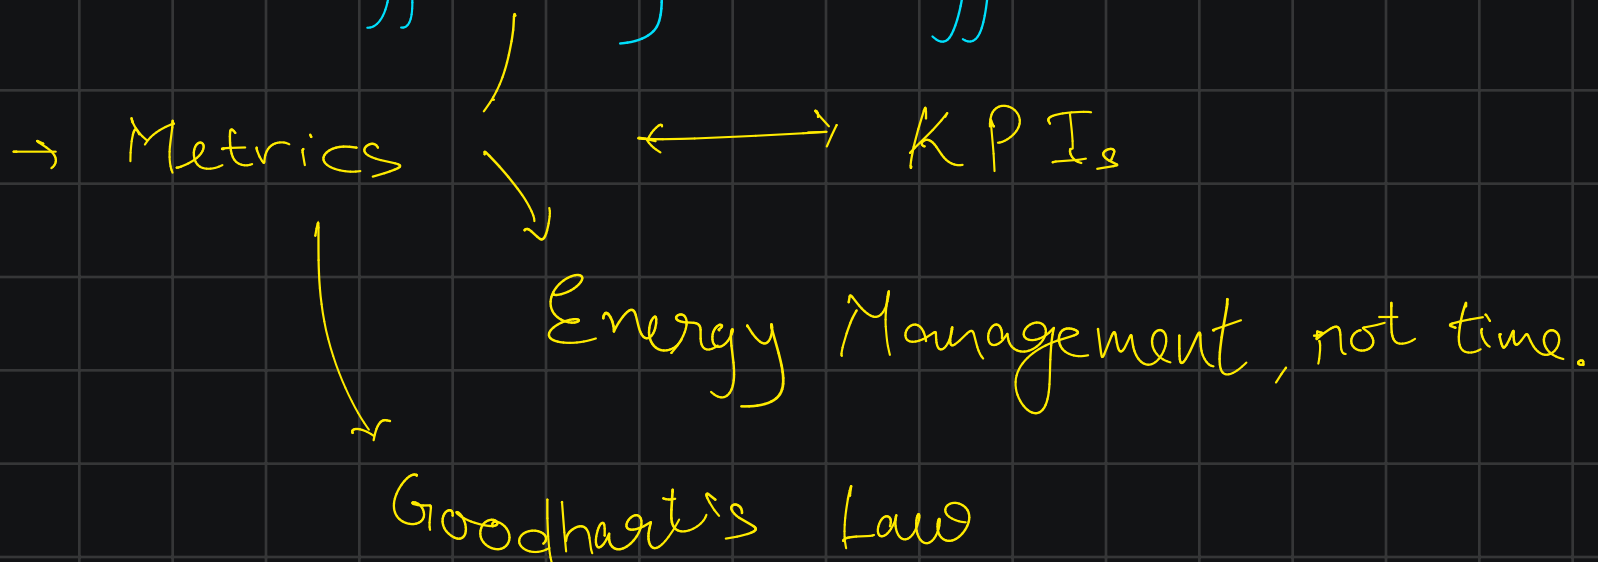 → Metrics ↔ KPIs
Energy Management, not time.
Goodhart's Law